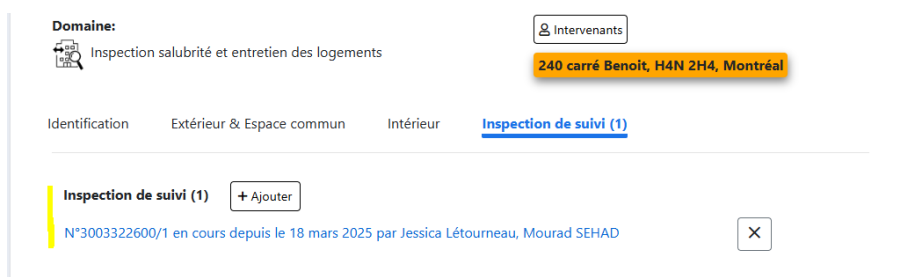 Domaine:
Intervenants
Inspection salubrité et entretien des logements
240 carré Benoit, H4N 2H4, Montréal
Identification Extérieur & Espace commun Intérieur Inspection de suivi (1)
Inspection de suivi (1) + Ajouter
N°3003322600/1 en cours depuis le 18 mars 2025 par Jessica Létourneau, Mourad SEHAD